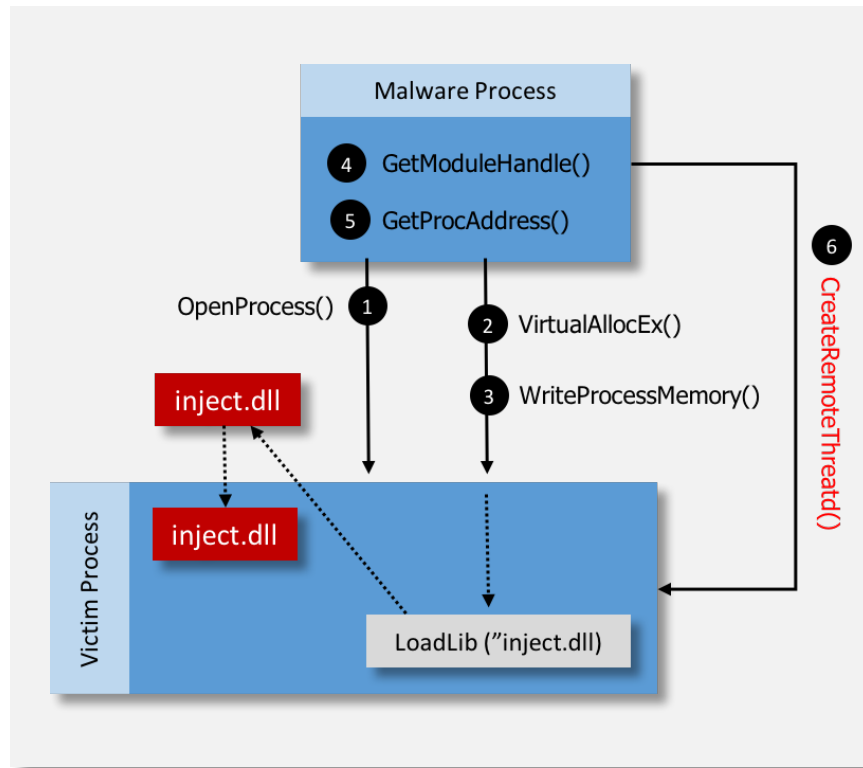 Malware Process
4 GetModuleHandle()
5 GetProcAddress()
6
CreateRemoteThreatd()
OpenProcess() 1
2 VirtualAllocEx()
3 WriteProcessMemory()
inject.dll
inject.dll
Victim Process
LoadLib (”inject.dll)